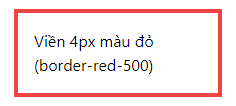 Viền 4px màu đỏ
(border-red-500)